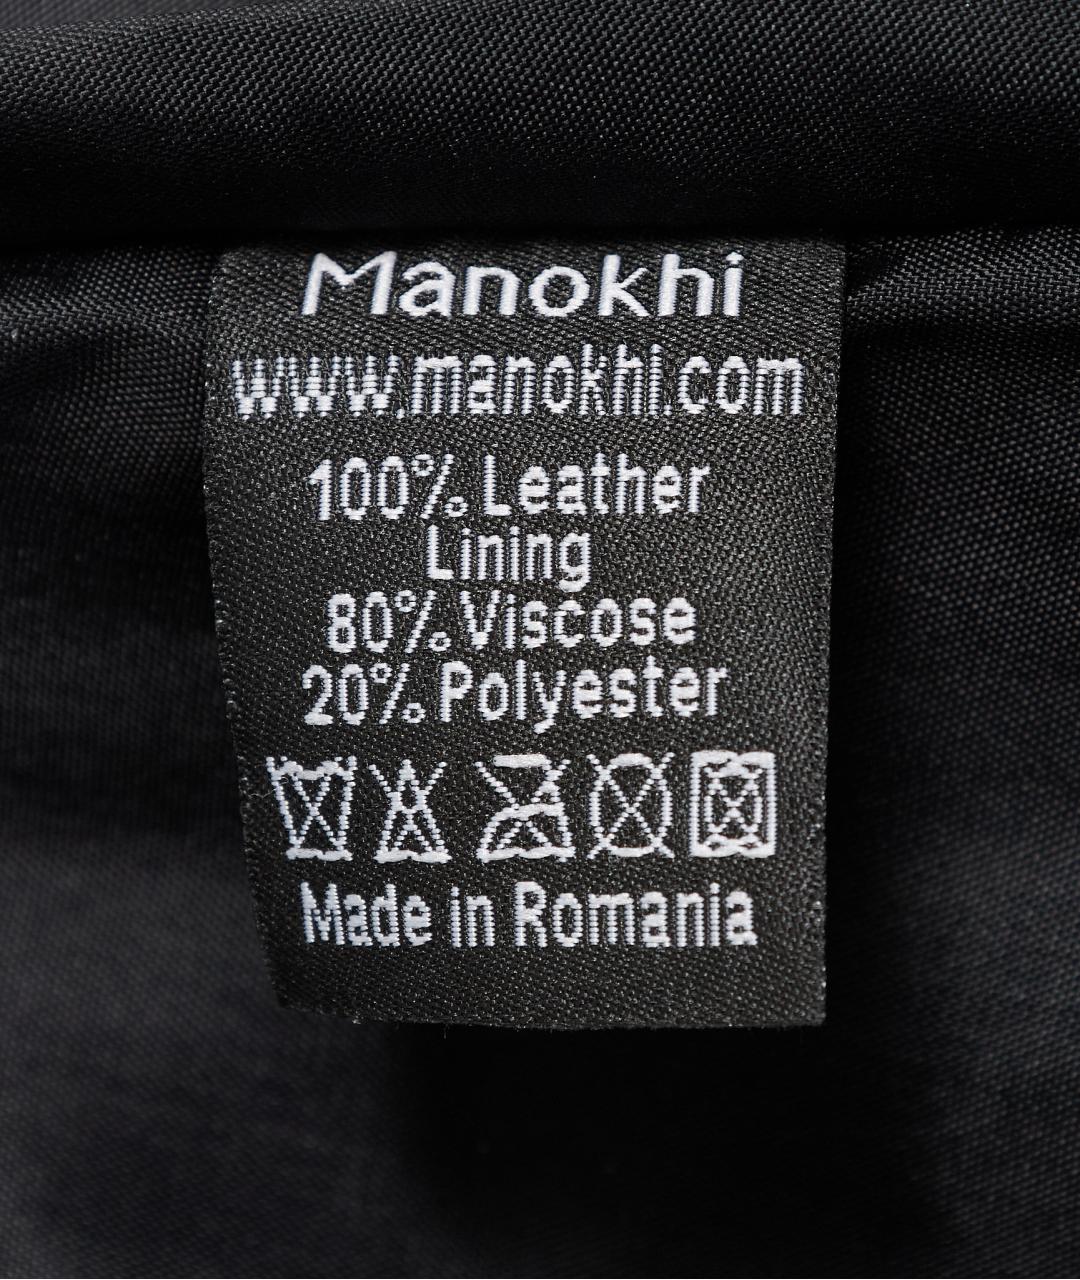 Manokhi
www.manokhi.com
100% Leather
Lining
80% Viscose
20% Polyester
Made in Romania